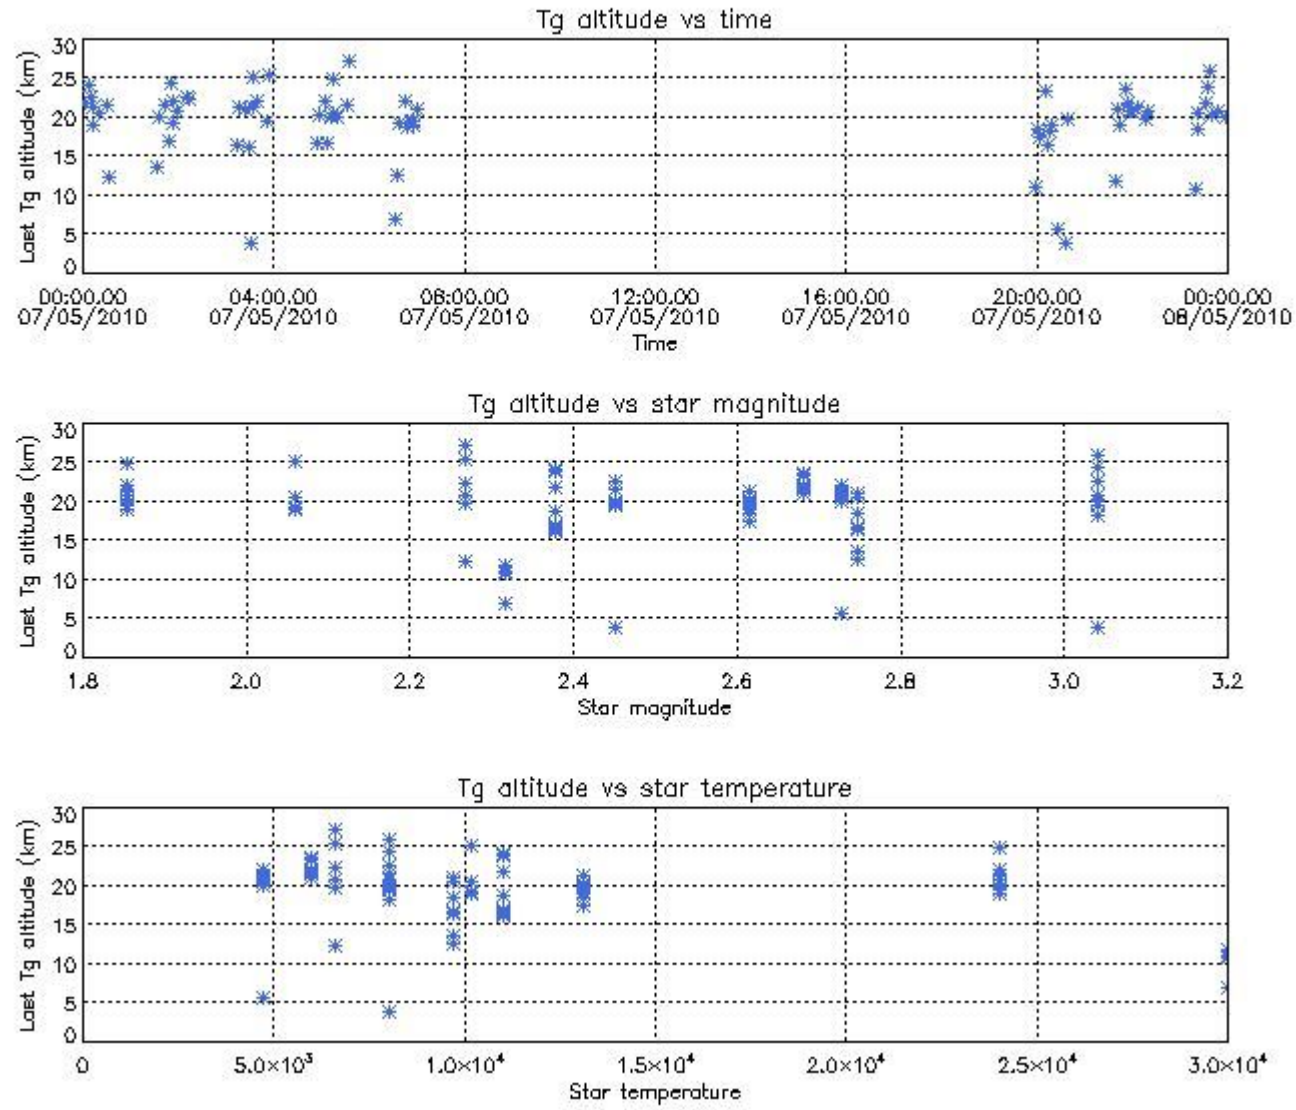 Tg altitude vs time
Last Tg altitude (km)
30
25
20
15
10
5
0
00:00.00 04:00.00 08:00.00 12:00.00 16:00.00 20:00.00 00:00.00
07/05/2010 07/05/2010 07/05/2010 07/05/2010 07/05/2010 07/05/2010 08/05/2010
Time
Tg altitude vs star magnitude
Last Tg altitude (km)
30
25
20
15
10
5
0
1.8 2.0 2.2 2.4 2.6 2.8 3.0 3.2
Star magnitude
Tg altitude vs star temperature
Last Tg altitude (km)
30
25
20
15
10
5
0
0 5.0×10³ 1.0×10⁴ 1.5×10⁴ 2.0×10⁴ 2.5×10⁴ 3.0×10⁴
Star temperature